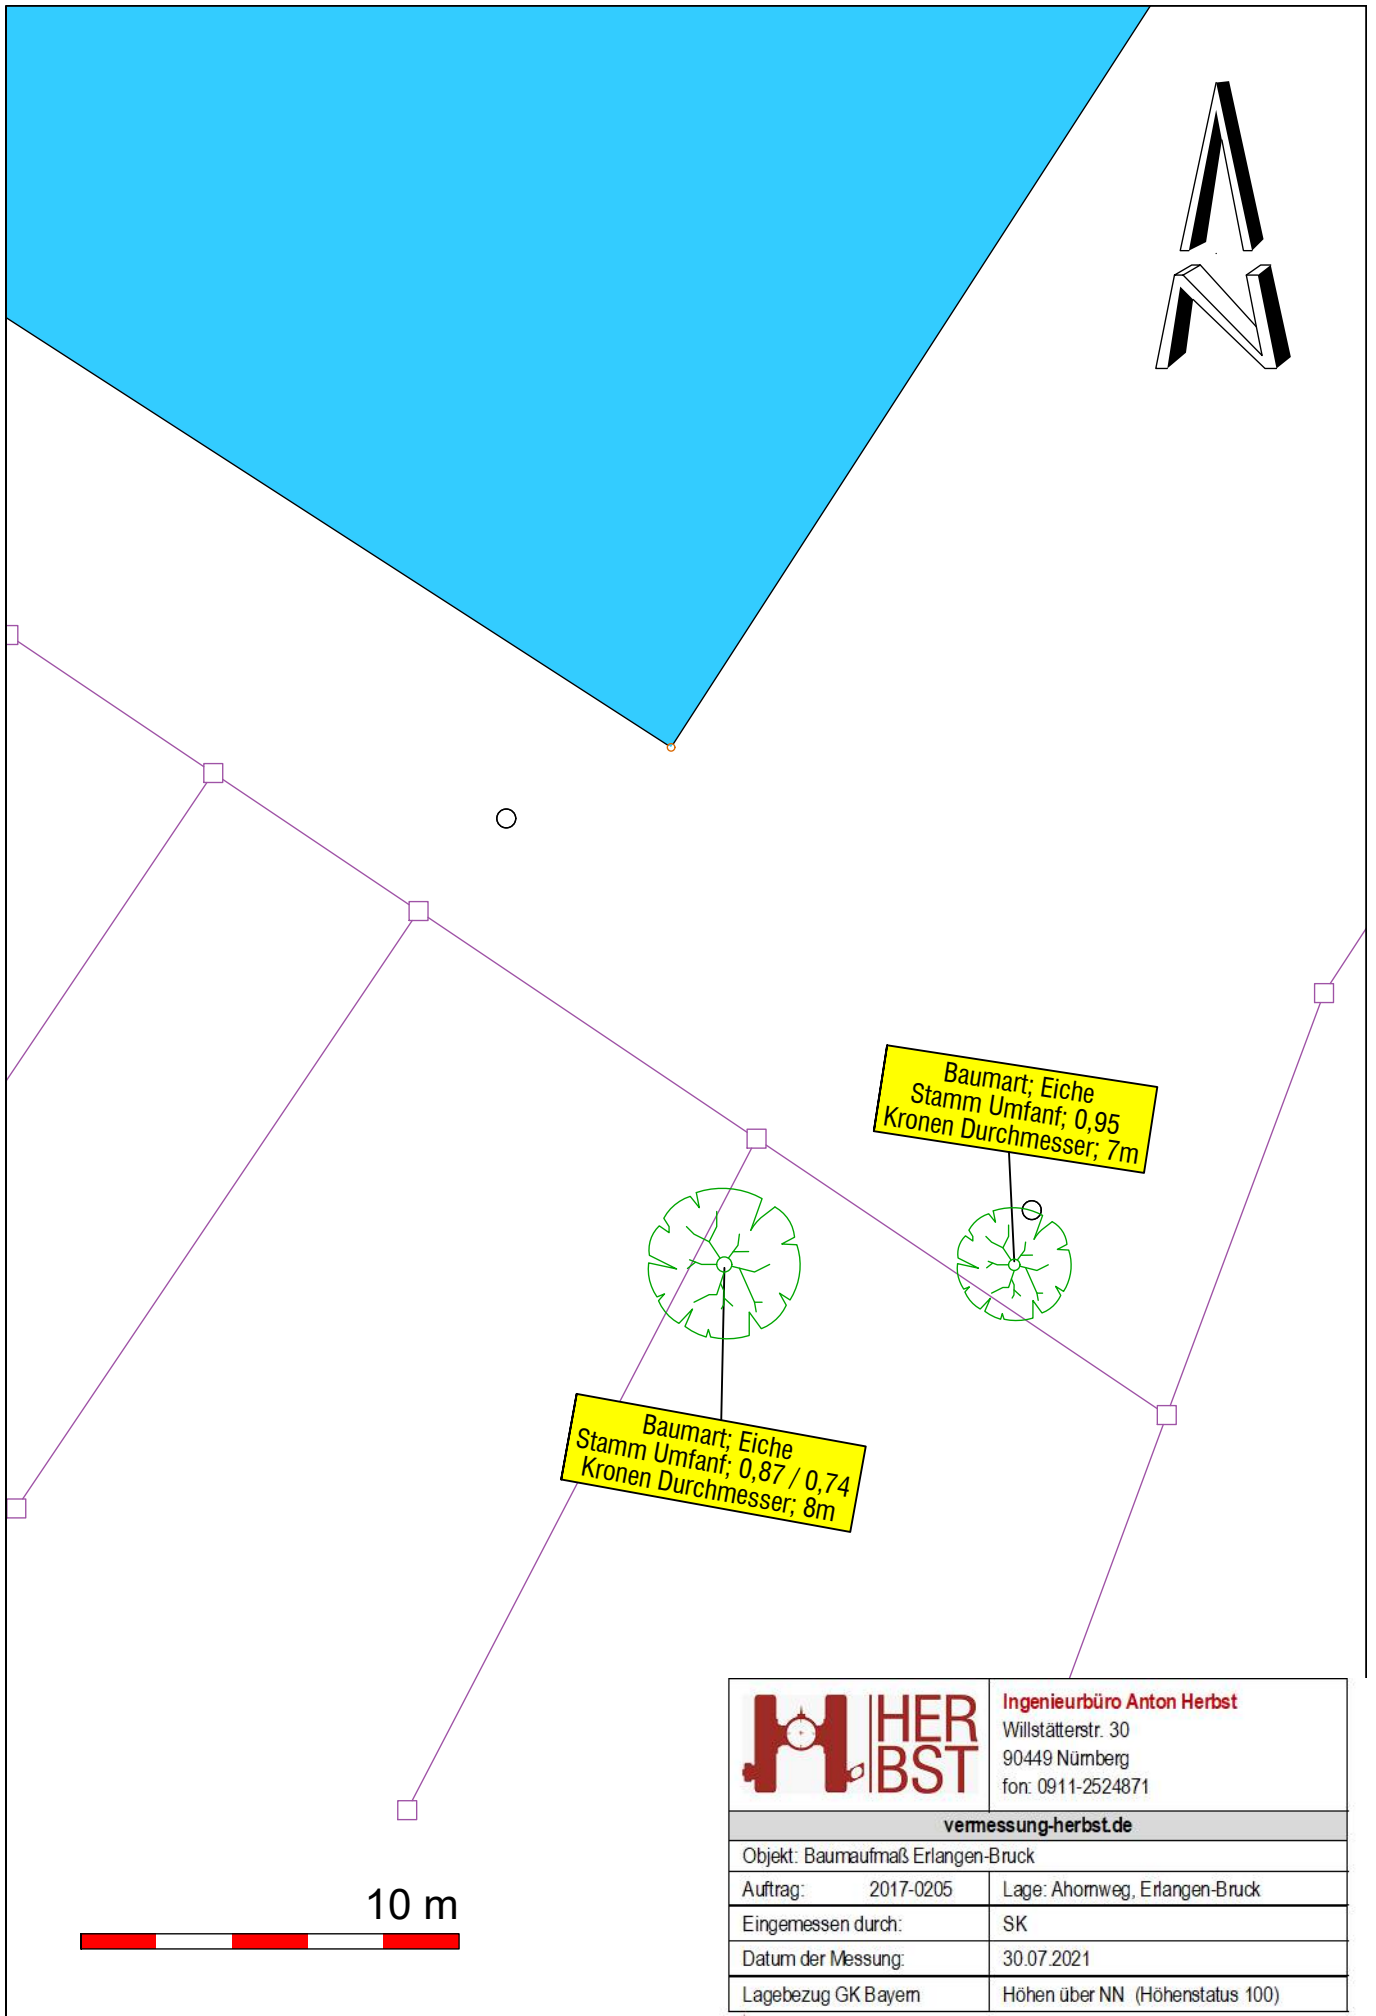 N
Baumart; Eiche
Stamm Umfanf; 0,95
Kronen Durchmesser; 7m
Baumart; Eiche
Stamm Umfanf; 0,87 / 0,74
Kronen Durchmesser; 8m
10 m
HER
BST
Ingenieurbüro Anton Herbst
Willstätterstr. 30
90449 Nürnberg
fon: 0911-2524871
vermessung-herbst.de
Objekt: Baumaufmaß Erlangen-Bruck
Auftrag: 2017-0205 Lage: Ahornweg, Erlangen-Bruck
Eingemessen durch: SK
Datum der Messung: 30.07.2021
Lagebezug GK Bayern Höhen über NN (Höhenstatus 100)